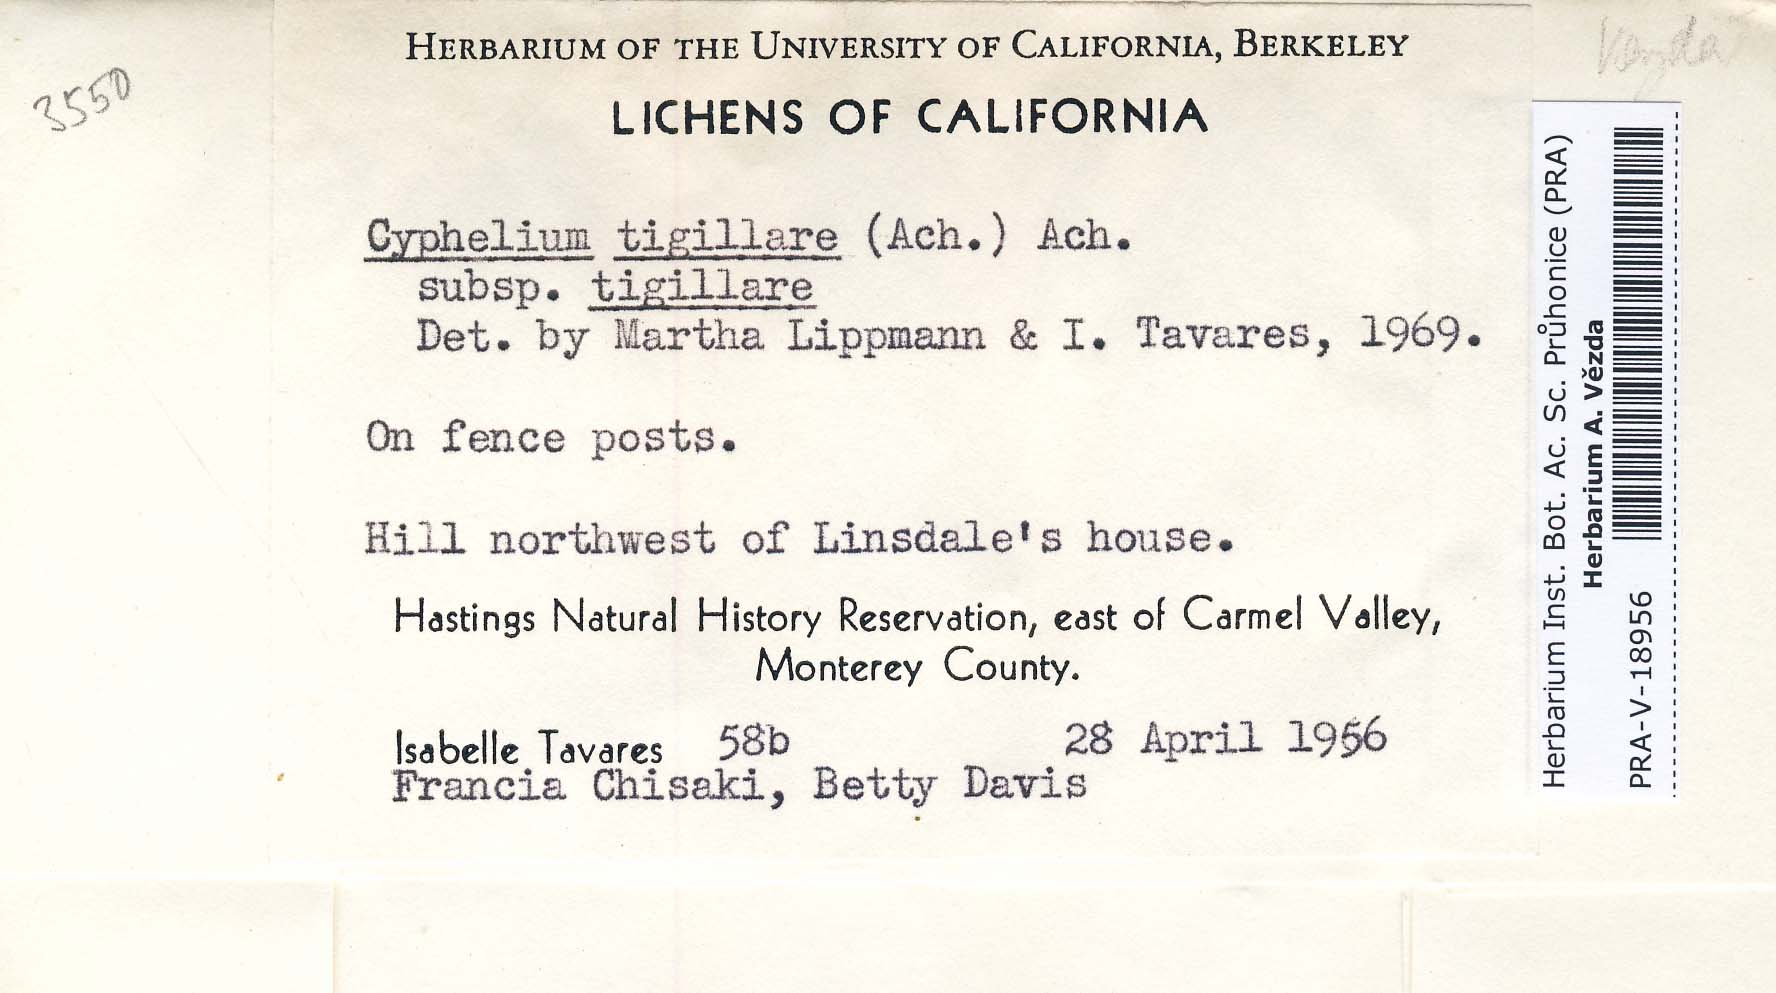 HERBARIUM OF THE UNIVERSITY OF CALIFORNIA, BERKELEY
LICHENS OF CALIFORNIA
3550
Vězda
Cyphelium tigillare (Ach.) Ach.
subsp. tigillare
Det. by Martha Lippmann & I. Tavares, 1969.
On fence posts.
Hill northwest of Linsdale's house.
Hastings Natural History Reservation, east of Carmel Valley,
Monterey County.
Isabelle Tavares 58b 28 April 1956
Francia Chisaki, Betty Davis
Herbarium Inst. Bot. Ac. Sc. Průhonice (PRA)
Herbarium A. Vězda
PRA-V-18956